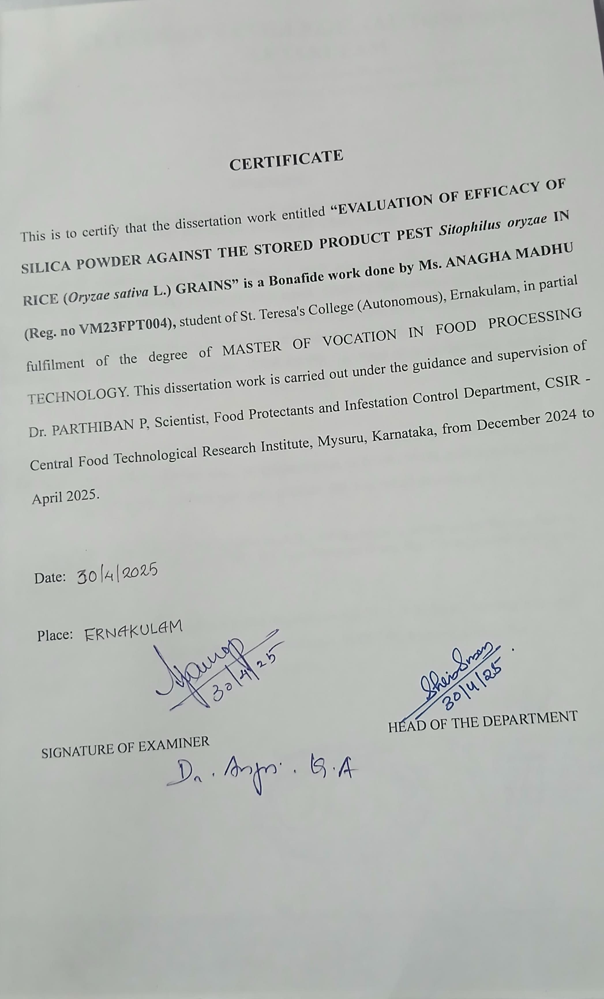 CERTIFICATE
This is to certify that the dissertation work entitled “EVALUATION OF EFFICACY OF
SILICA POWDER AGAINST THE STORED PRODUCT PEST Sitophilus oryzae IN
RICE (Oryzae sativa L.) GRAINS” is a Bonafide work done by Ms. ANAGHA MADHU
(Reg. no VM23FPT004), student of St. Teresa's College (Autonomous), Ernakulam, in partial
fulfilment of the degree of MASTER OF VOCATION IN FOOD PROCESSING
TECHNOLOGY. This dissertation work is carried out under the guidance and supervision of
Dr. PARTHIBAN P, Scientist, Food Protectants and Infestation Control Department, CSIR -
Central Food Technological Research Institute, Mysuru, Karnataka, from December 2024 to
April 2025.
Date: 30/4/2025
Place: ERNAKULAM
30/4/25
30/4/25
HEAD OF THE DEPARTMENT
SIGNATURE OF EXAMINER
Dr.